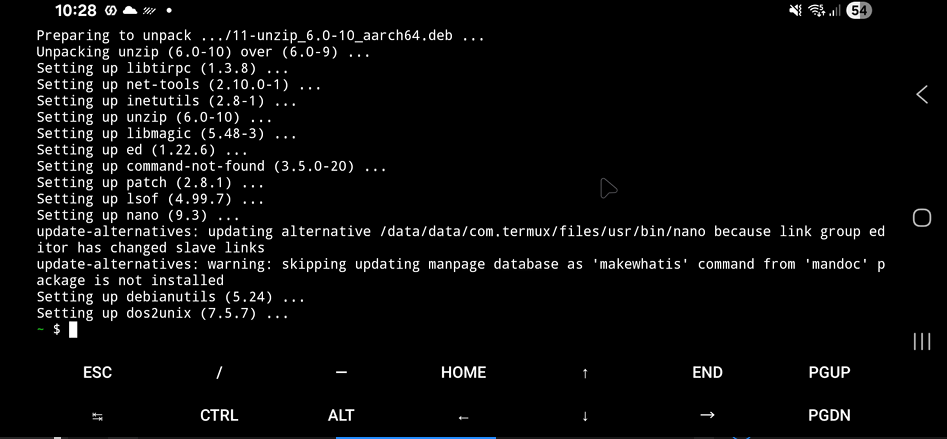 10:28
54
Preparing to unpack .../11-unzip_6.0-10_aarch64.deb ...
Unpacking unzip (6.0-10) over (6.0-9) ...
Setting up libtirpc (1.3.8) ...
Setting up net-tools (2.10.0-1) ...
Setting up inetutils (2.8-1) ...
Setting up unzip (6.0-10) ...
Setting up libmagic (5.48-3) ...
Setting up ed (1.22.6) ...
Setting up command-not-found (3.5.0-20) ...
Setting up patch (2.8.1) ...
Setting up lsof (4.99.7) ...
Setting up nano (9.3) ...
update-alternatives: updating alternative /data/data/com.termux/files/usr/bin/nano because link group ed
itor has changed slave links
update-alternatives: warning: skipping updating manpage database as 'makewhatis' command from 'mandoc' p
ackage is not installed
Setting up debianutils (5.24) ...
Setting up dos2unix (7.5.7) ...
~ $
ESC / — HOME ↑ END PGUP
↹ CTRL ALT ← ↓ → PGDN